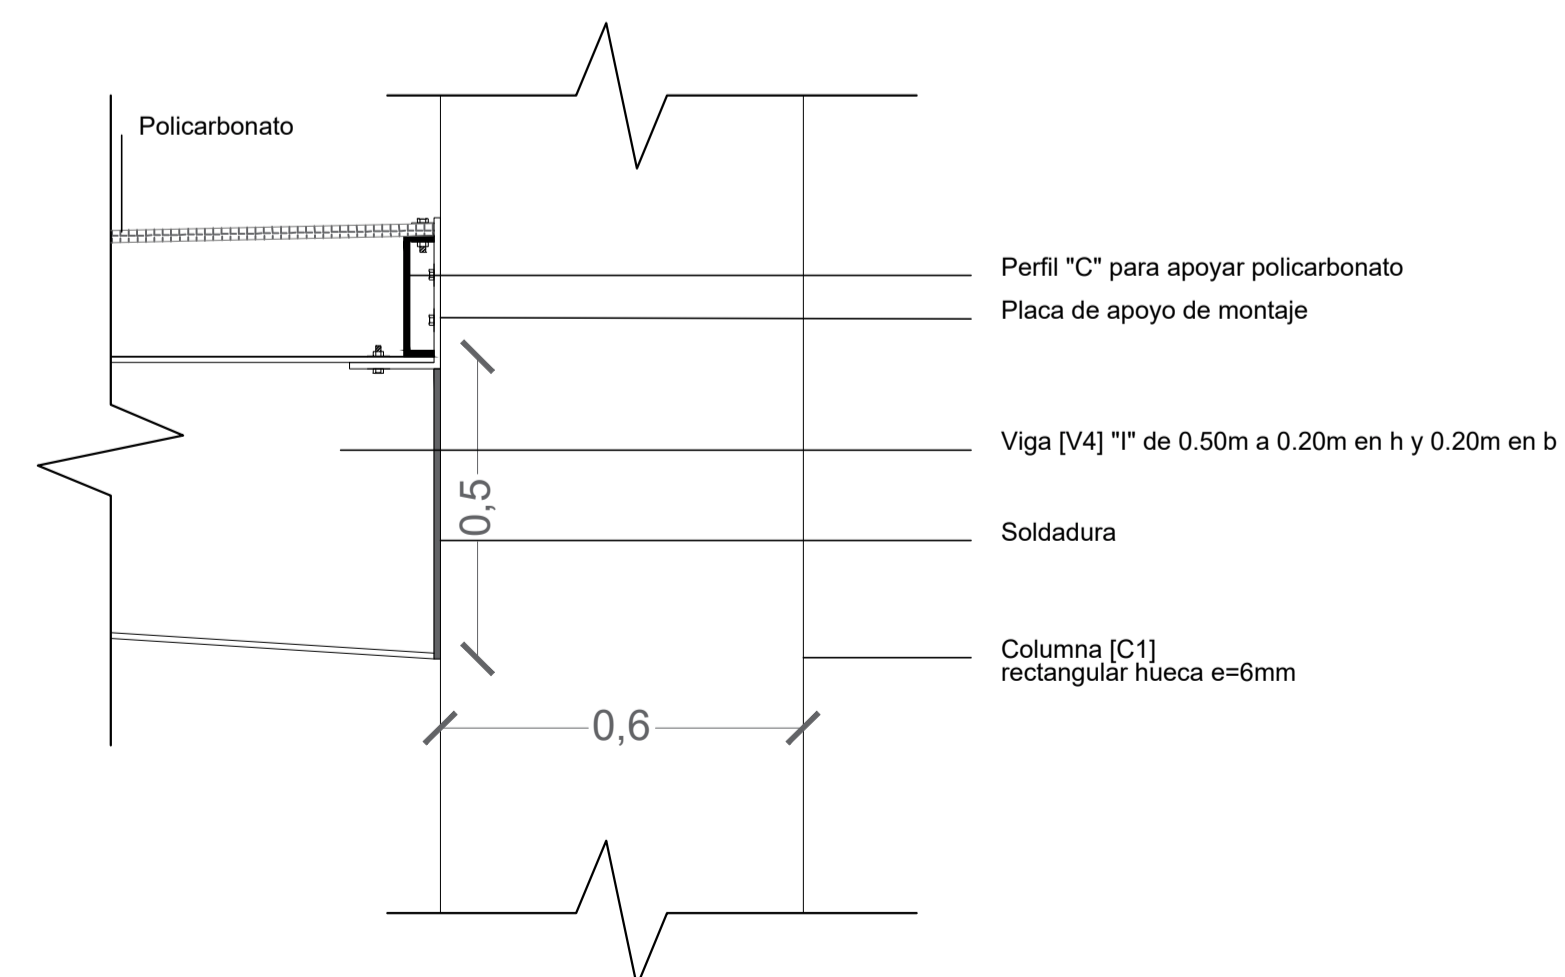 Policarbonato
Perfil "C" para apoyar policarbonato
Placa de apoyo de montaje
Viga [V4] "I" de 0.50m a 0.20m en h y 0.20m en b
0,5
Soldadura
Columna [C1]
rectangular hueca e=6mm
0,6